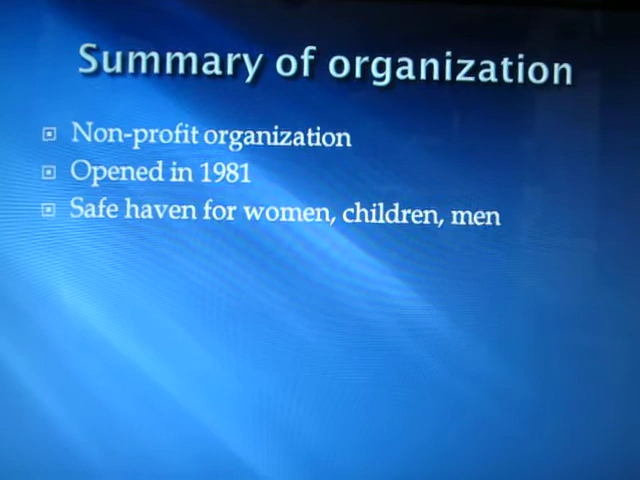 Summary of organization
Non-profit organization
Opened in 1981
Safe haven for women, children, men